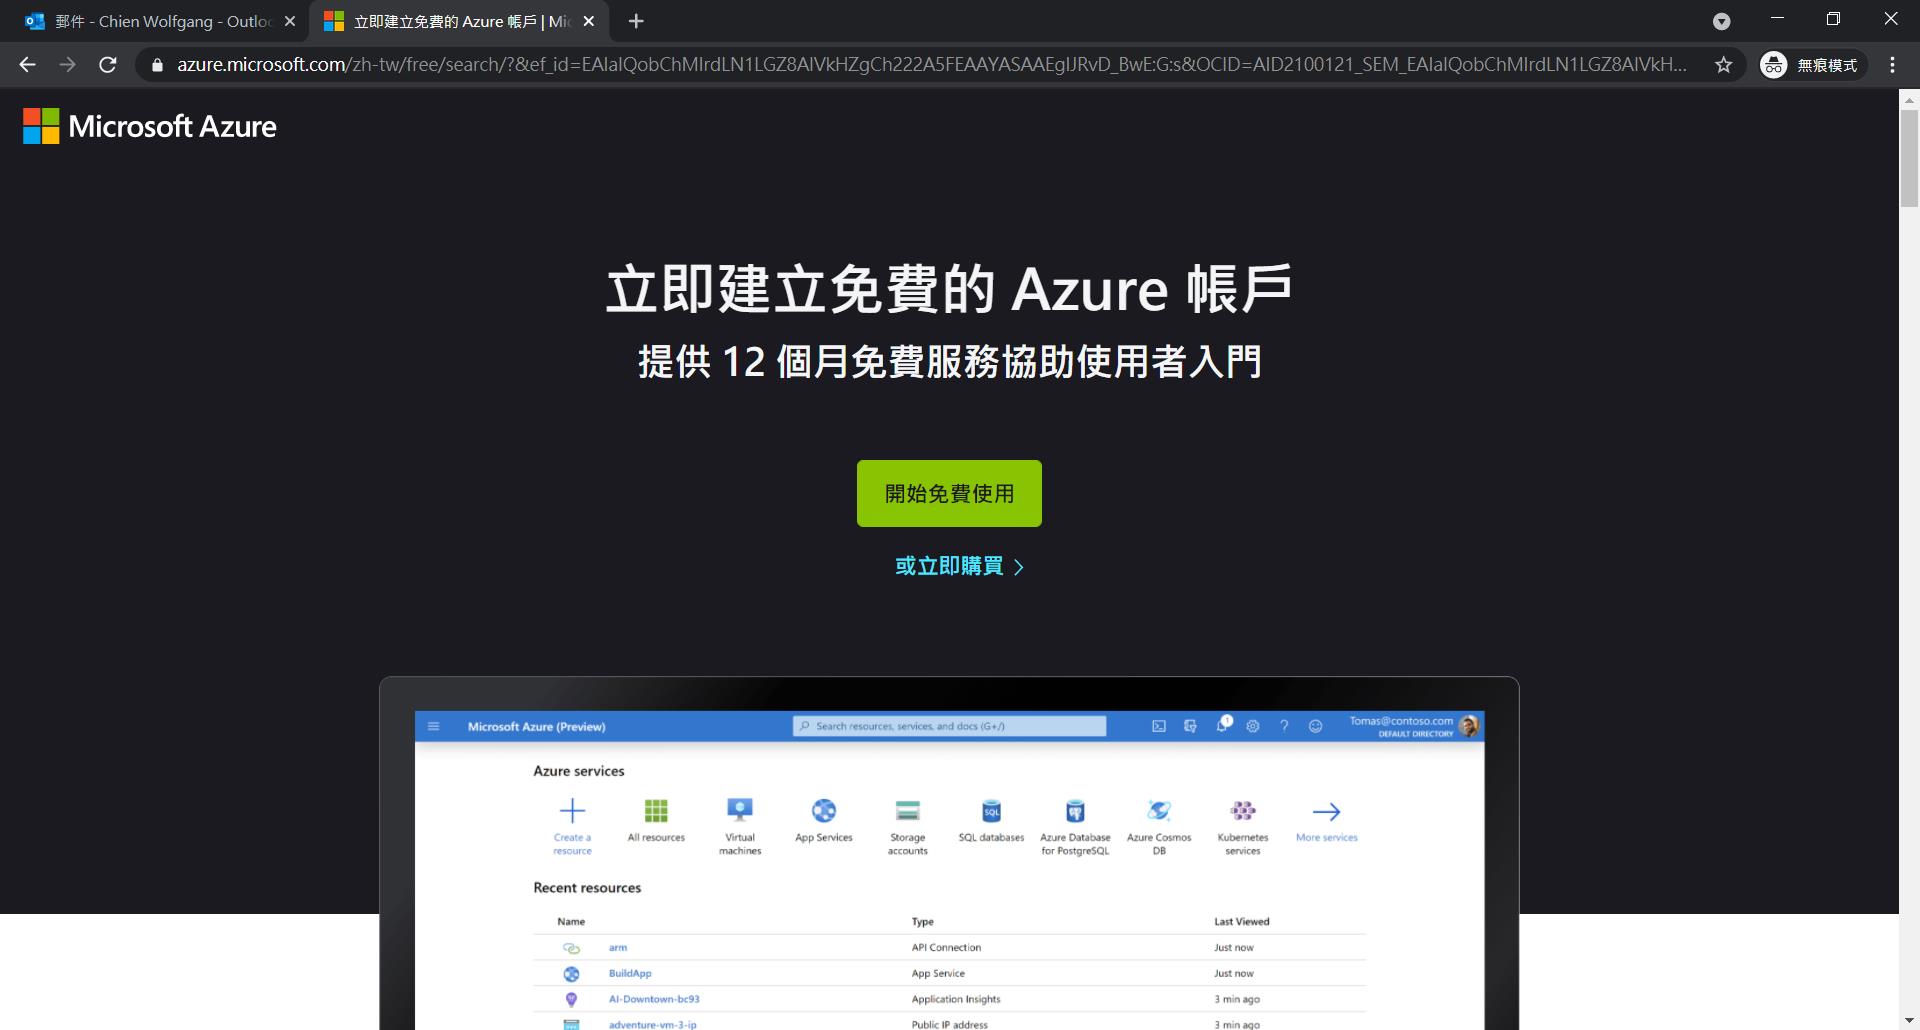 郵件 - Chien Wolfgang - Outloo
立即建立免費的 Azure 帳戶 | Mic
azure.microsoft.com/zh-tw/free/search/?&ef_id=EAIaIQobChMIrdLN1LGZ8AIVkHZgCh222A5FEAAYASAAEgIJRvD_BwE:G:s&OCID=AID2100121_SEM_EAIaIQobChMIrdLN1LGZ8AIVkH...
無痕模式
Microsoft Azure
立即建立免費的 Azure 帳戶
提供 12 個月免費服務協助使用者入門
開始免費使用
或立即購買
Microsoft Azure (Preview)
Search resources, services, and docs (G+/)
1
Tomas@contoso.com
DEFAULT DIRECTORY
Azure services
Create a resource
All resources
Virtual machines
App Services
Storage accounts
SQL databases
Azure Database for PostgreSQL
Azure Cosmos DB
Kubernetes services
More services
Recent resources
Name Type Last Viewed
arm API Connection Just now
BuildApp App Service Just now
AI-Downtown-bc93 Application Insights 3 min ago
adventure-vm-3-ip Public IP address 3 min ago